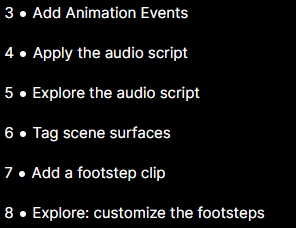 3 • Add Animation Events
4 • Apply the audio script
5 • Explore the audio script
6 • Tag scene surfaces
7 • Add a footstep clip
8 • Explore: customize the footsteps